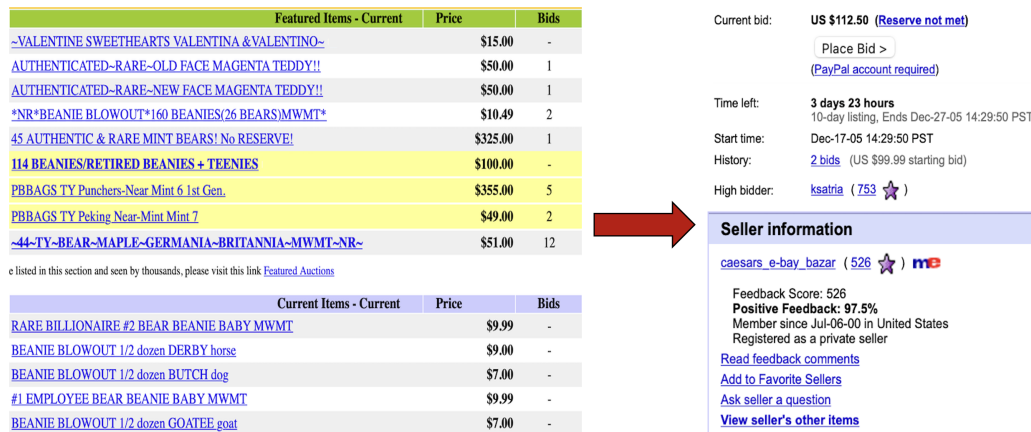 Featured Items - Current Price Bids
~VALENTINE SWEETHEARTS VALENTINA &VALENTINO~ $15.00 -
AUTHENTICATED~RARE~OLD FACE MAGENTA TEDDY!! $50.00 1
AUTHENTICATED~RARE~NEW FACE MAGENTA TEDDY!! $50.00 1
*NR*BEANIE BLOWOUT*160 BEANIES(26 BEARS)MWMT* $10.49 2
45 AUTHENTIC & RARE MINT BEARS! No RESERVE! $325.00 1
114 BEANIES/RETIRED BEANIES + TEENIES $100.00 -
PBBAGS TY Punchers-Near Mint 6 1st Gen. $355.00 5
PBBAGS TY Peking Near-Mint Mint 7 $49.00 2
~44~TY~BEAR~MAPLE~GERMANIA~BRITANNIA~MWMT~NR~ $51.00 12
e listed in this section and seen by thousands, please visit this link Featured Auctions
Current Items - Current Price Bids
RARE BILLIONAIRE #2 BEAR BEANIE BABY MWMT $9.99 -
BEANIE BLOWOUT 1/2 dozen DERBY horse $9.00 -
BEANIE BLOWOUT 1/2 dozen BUTCH dog $7.00 -
#1 EMPLOYEE BEAR BEANIE BABY MWMT $9.99 -
BEANIE BLOWOUT 1/2 dozen GOATEE goat $7.00 -
Current bid: US $112.50 (Reserve not met)
Place Bid >
(PayPal account required)
Time left: 3 days 23 hours
10-day listing, Ends Dec-27-05 14:29:50 PST
Start time: Dec-17-05 14:29:50 PST
History: 2 bids (US $99.99 starting bid)
High bidder: ksatria ( 753 )
Seller information
caesars_e-bay_bazar ( 526 ) me
Feedback Score: 526
Positive Feedback: 97.5%
Member since Jul-06-00 in United States
Registered as a private seller
Read feedback comments
Add to Favorite Sellers
Ask seller a question
View seller's other items